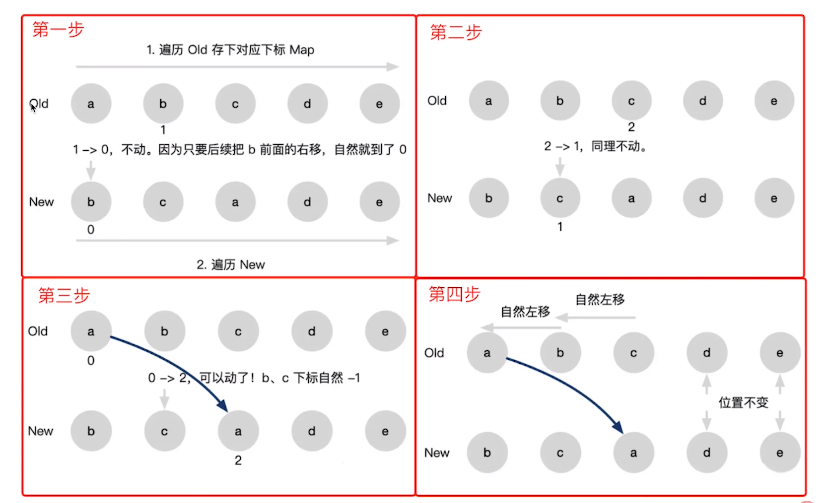 第一步
1. 遍历 Old 存下对应下标 Map
Old a b c d e
1
1 –> 0，不动。因为只要后续把 b 前面的右移，自然就到了 0
New b c a d e
0
2. 遍历 New
第二步
Old a b c d e
2
2 –> 1，同理不动。
New b c a d e
1
第三步
Old a b c d e
0
0 –> 2，可以动了！b、c 下标自然 –1
New b c a d e
2
第四步
自然左移
自然左移
Old a b c d e
位置不变
New b c a d e